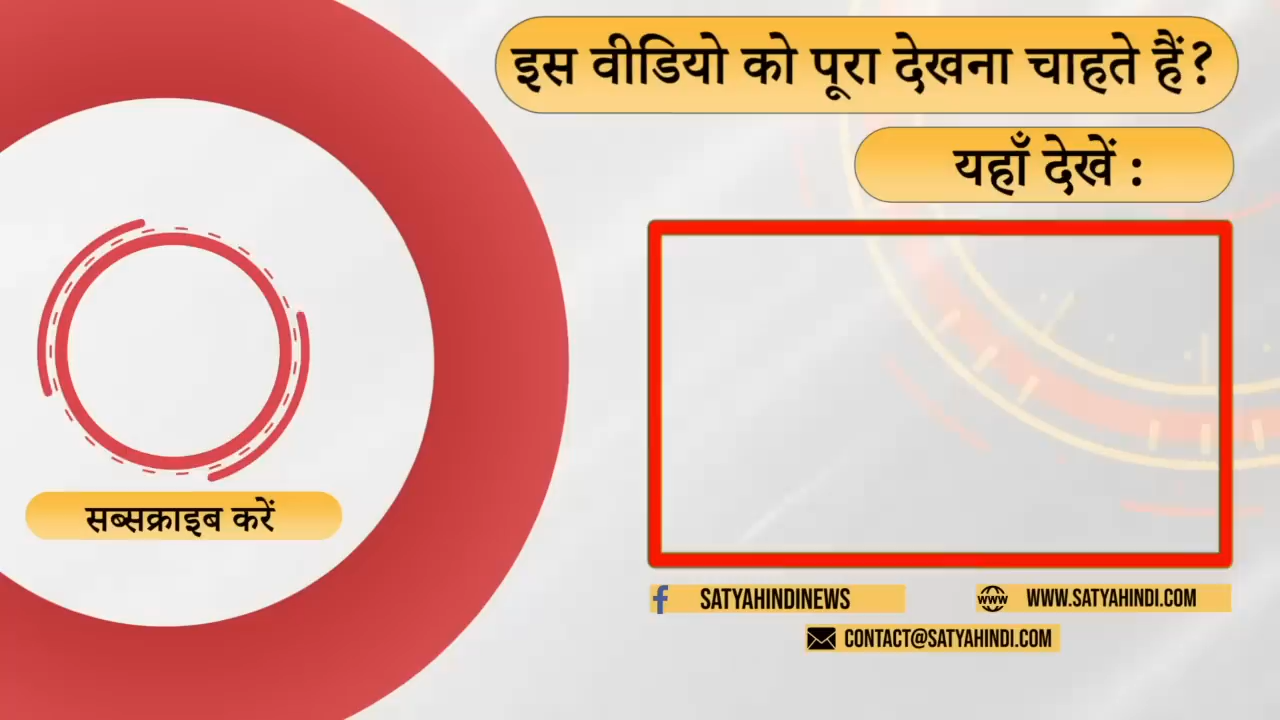 इस वीडियो को पूरा देखना चाहते हैं?
यहाँ देखें :
सब्सक्राइब करें
f SATYAHINDINEWS
WWW WWW.SATYAHINDI.COM
CONTACT@SATYAHINDI.COM